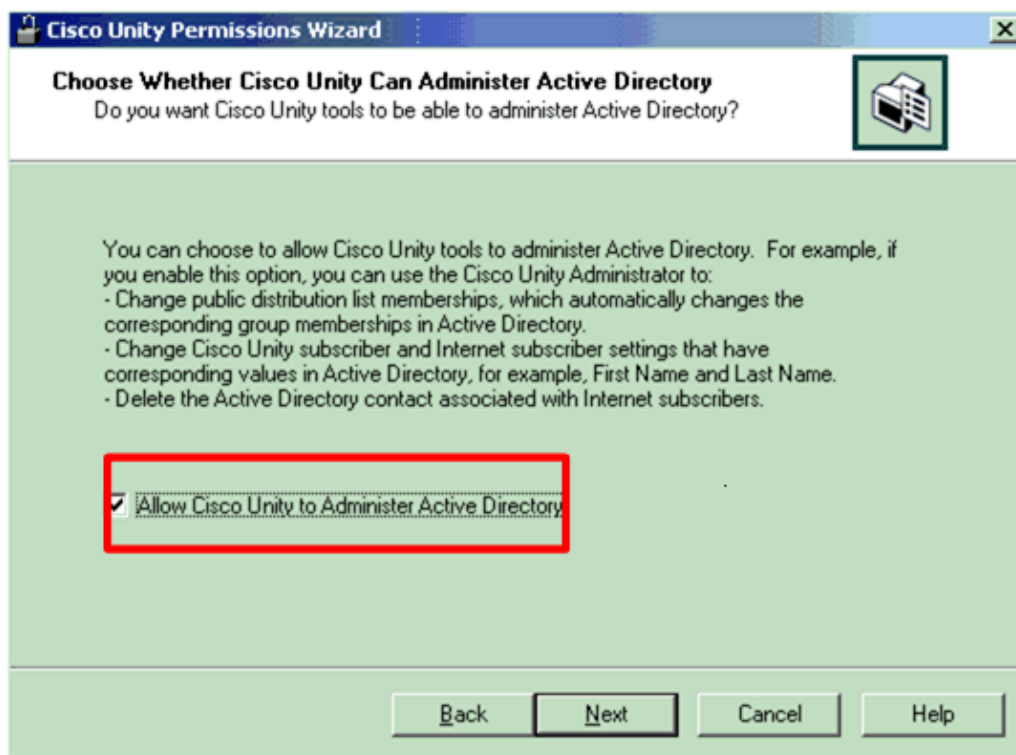 Cisco Unity Permissions Wizard
Choose Whether Cisco Unity Can Administer Active Directory
Do you want Cisco Unity tools to be able to administer Active Directory?
You can choose to allow Cisco Unity tools to administer Active Directory.  For example, if
you enable this option, you can use the Cisco Unity Administrator to:
- Change public distribution list memberships, which automatically changes the
corresponding group memberships in Active Directory.
- Change Cisco Unity subscriber and Internet subscriber settings that have
corresponding values in Active Directory, for example, First Name and Last Name.
- Delete the Active Directory contact associated with Internet subscribers.
Allow Cisco Unity to Administer Active Directory
Back Next Cancel Help